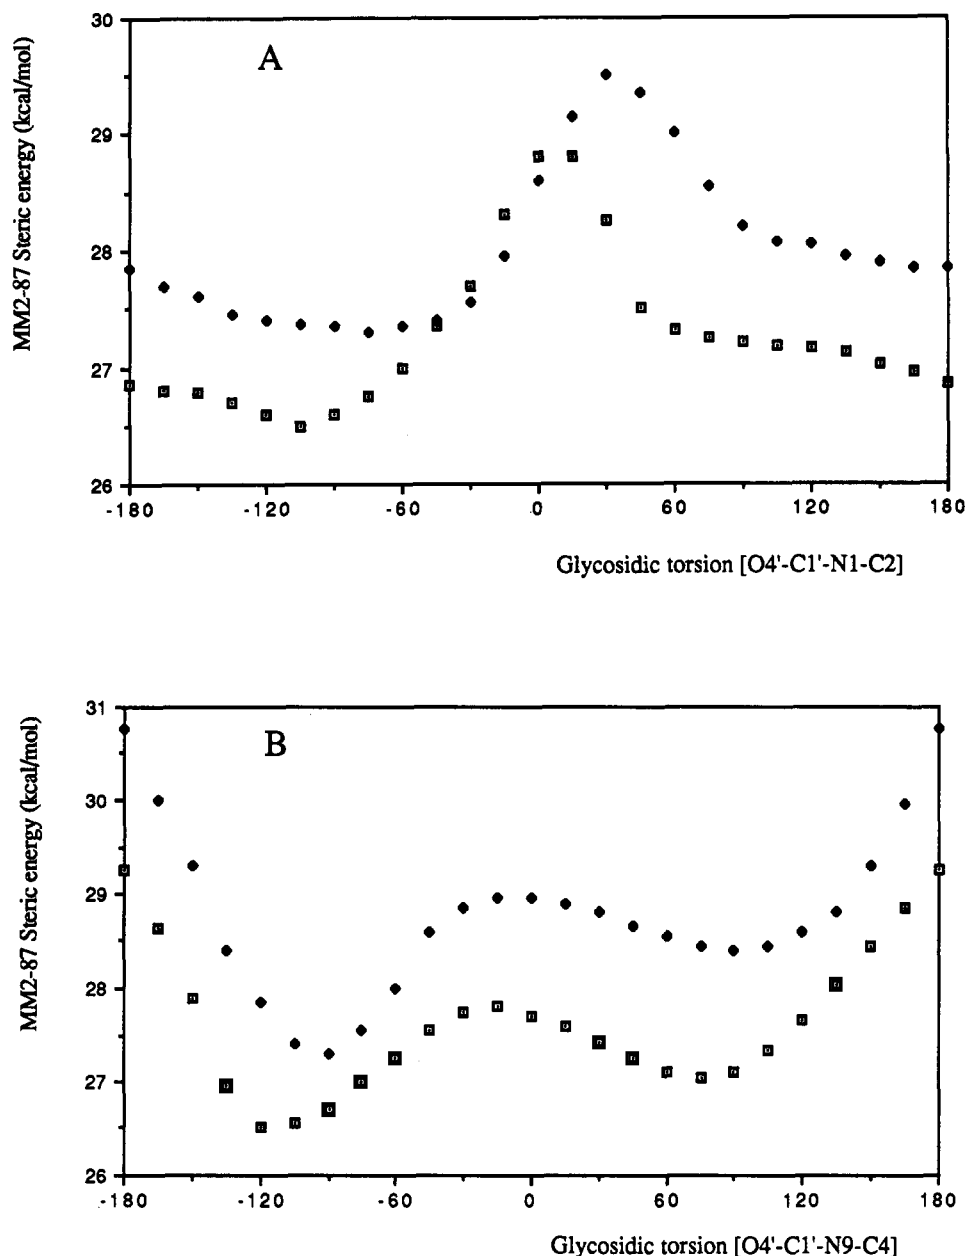 A
MM2-87 Steric energy (kcal/mol)
30
29
28
27
26
-180 -120 -60 0 60 120 180
Glycosidic torsion [O4'-C1'-N1-C2]
B
MM2-87 Steric energy (kcal/mol)
31
30
29
28
27
26
-180 -120 -60 0 60 120 180
Glycosidic torsion [O4'-C1'-N9-C4]